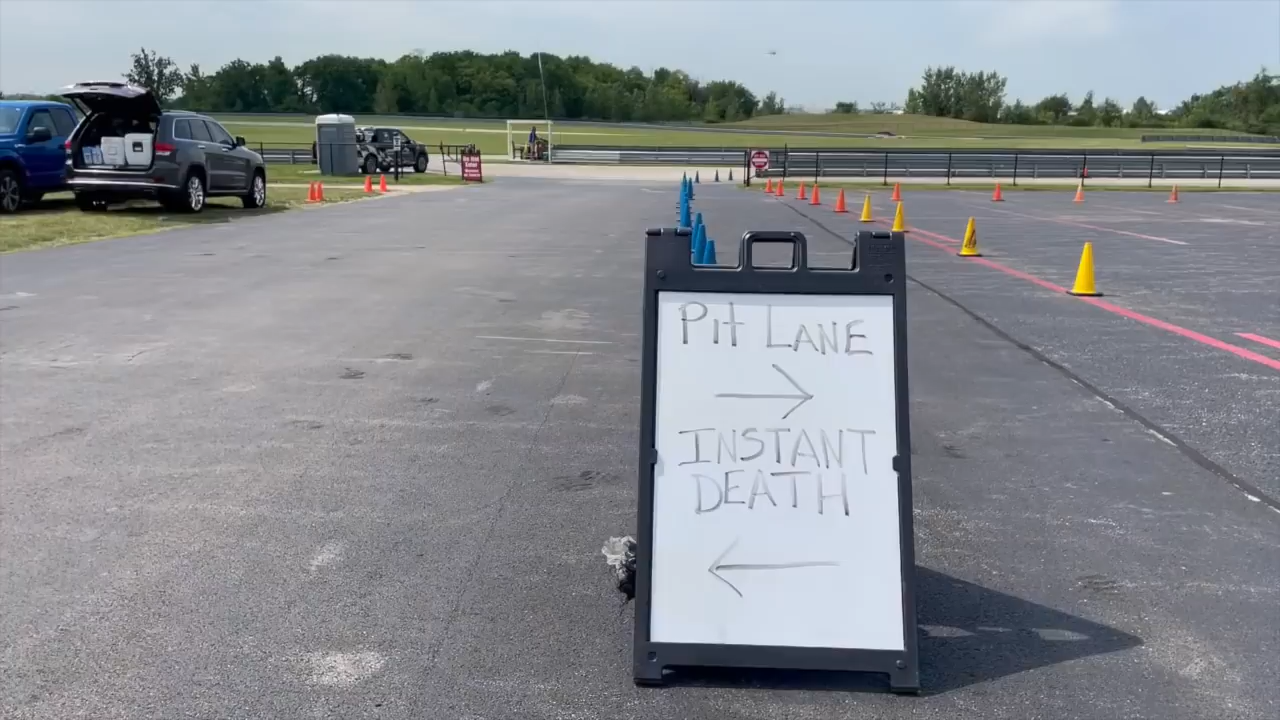 Pit LANE
→
INSTANT
DEATH
←